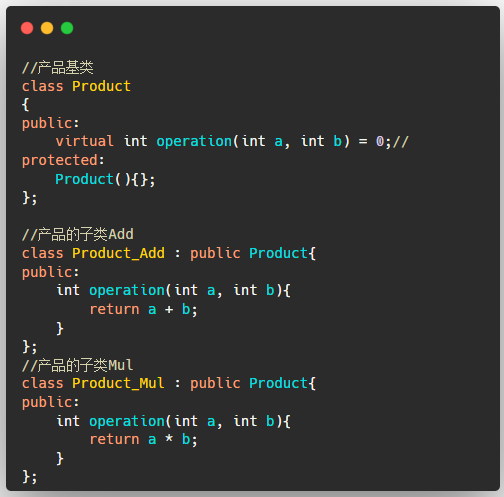 //产品基类
class Product
{
public:
    virtual int operation(int a, int b) = 0;//
protected:
    Product(){};
};

//产品的子类Add
class Product_Add : public Product{
public:
    int operation(int a, int b){
        return a + b;
    }
};
//产品的子类Mul
class Product_Mul : public Product{
public:
    int operation(int a, int b){
        return a * b;
    }
};